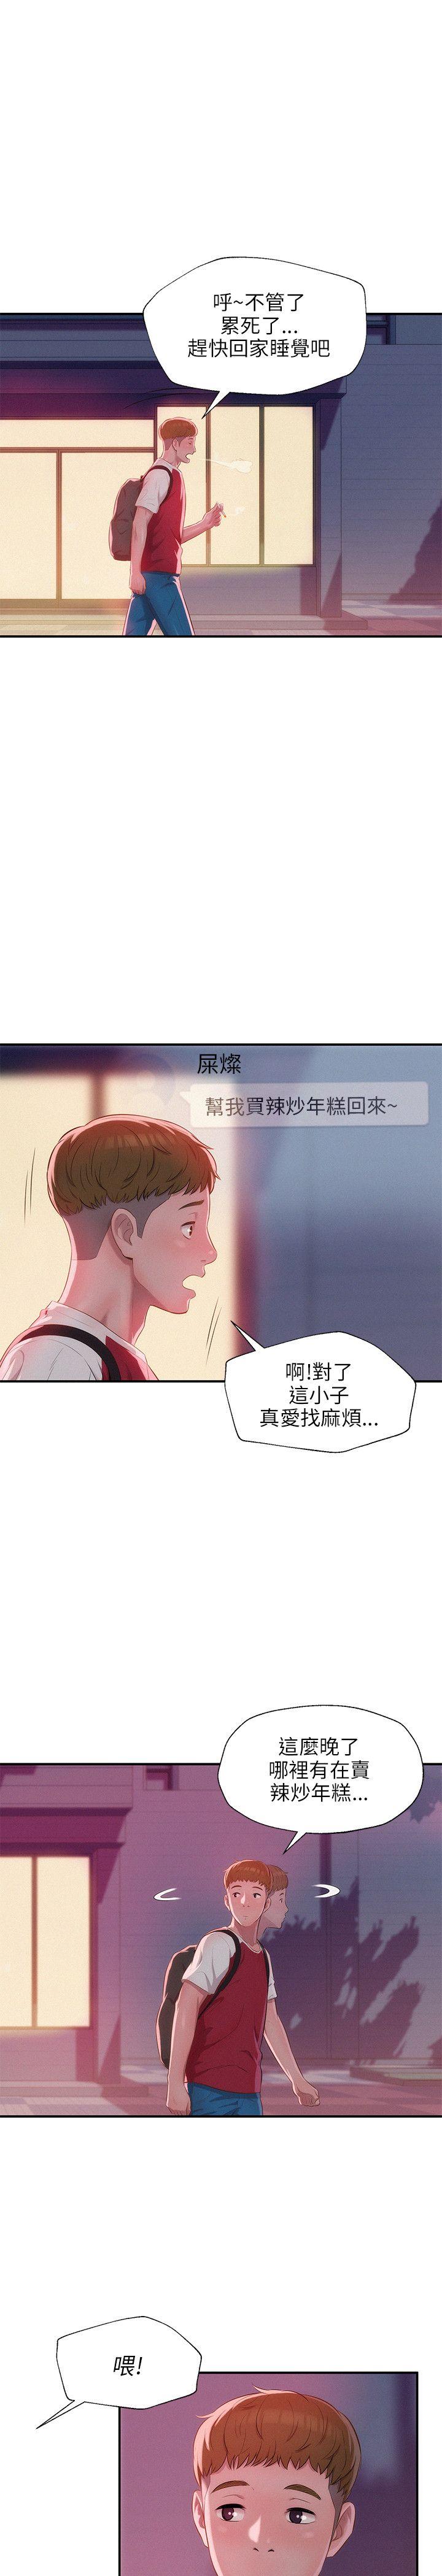 呼~不管了
累死了...
趕快回家睡覺吧
屎燦
幫我買辣炒年糕回來~
啊!對了
這小子
真愛找麻煩...
這麼晚了
哪裡有在賣
辣炒年糕...
喂!